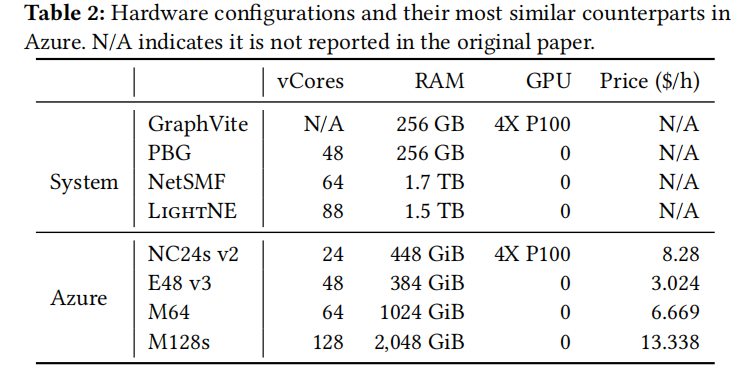 Table 2: Hardware configurations and their most similar counterparts in
Azure. N/A indicates it is not reported in the original paper.
vCores RAM GPU Price ($/h)
GraphVite N/A 256 GB 4X P100 N/A
PBG 48 256 GB 0 N/A
System NetSMF 64 1.7 TB 0 N/A
LightNE 88 1.5 TB 0 N/A
NC24s v2 24 448 GiB 4X P100 8.28
E48 v3 48 384 GiB 0 3.024
Azure M64 64 1024 GiB 0 6.669
M128s 128 2,048 GiB 0 13.338